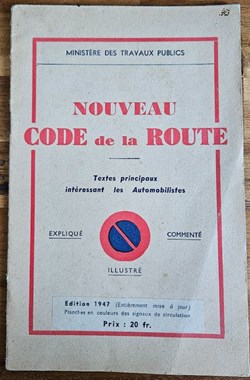 MINISTÈRE DES TRAVAUX PUBLICS
NOUVEAU
CODE de la ROUTE
Textes principaux
intéressant les Automobilistes
EXPLIQUÉ
COMMENTÉ
ILLUSTRÉ
Edition 1947 (Entièrement mise à jour)
Planches en couleurs des signaux de circulation
Prix : 20 fr.